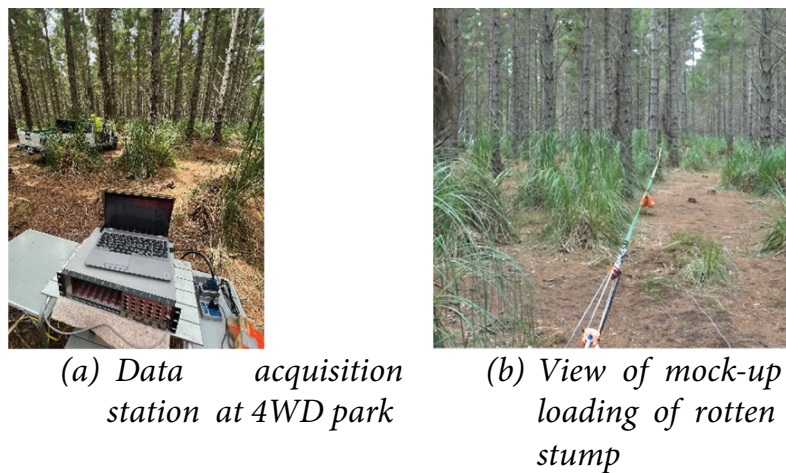 (a) Data acquisition
station at 4WD park
(b) View of mock-up
loading of rotten
stump